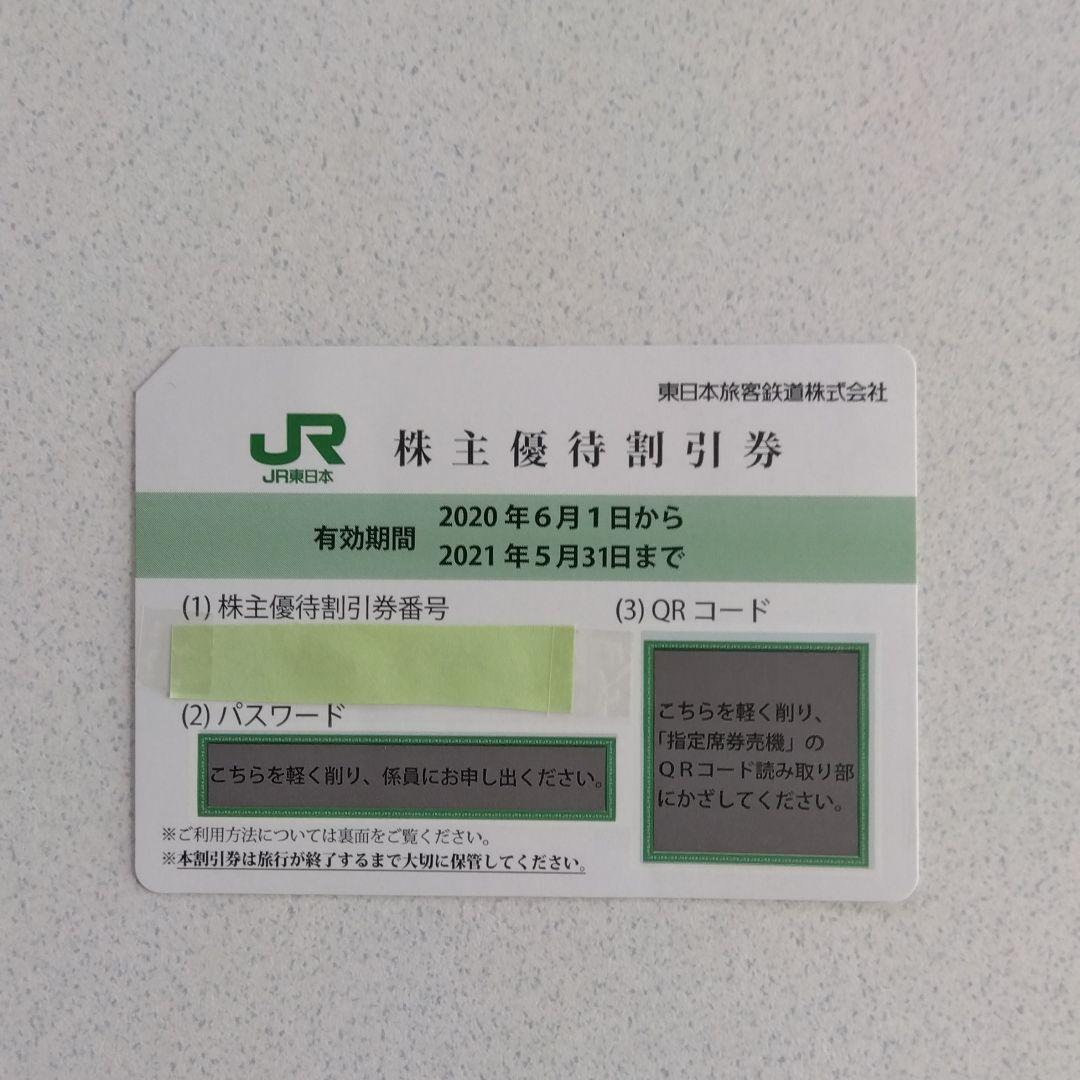 東日本旅客鉄道株式会社
JR
JR東日本
株主優待割引券
有効期間
2020年6月1日から
2021年5月31日まで
(1) 株主優待割引券番号
(2) パスワード
こちらを軽く削り、係員にお申し出ください。
(3) QRコード
こちらを軽く削り、
「指定席券売機」の
QRコード読み取り部
にかざしてください。
※ご利用方法については裏面をご覧ください。
※本割引券は旅行が終了するまで大切に保管してください。